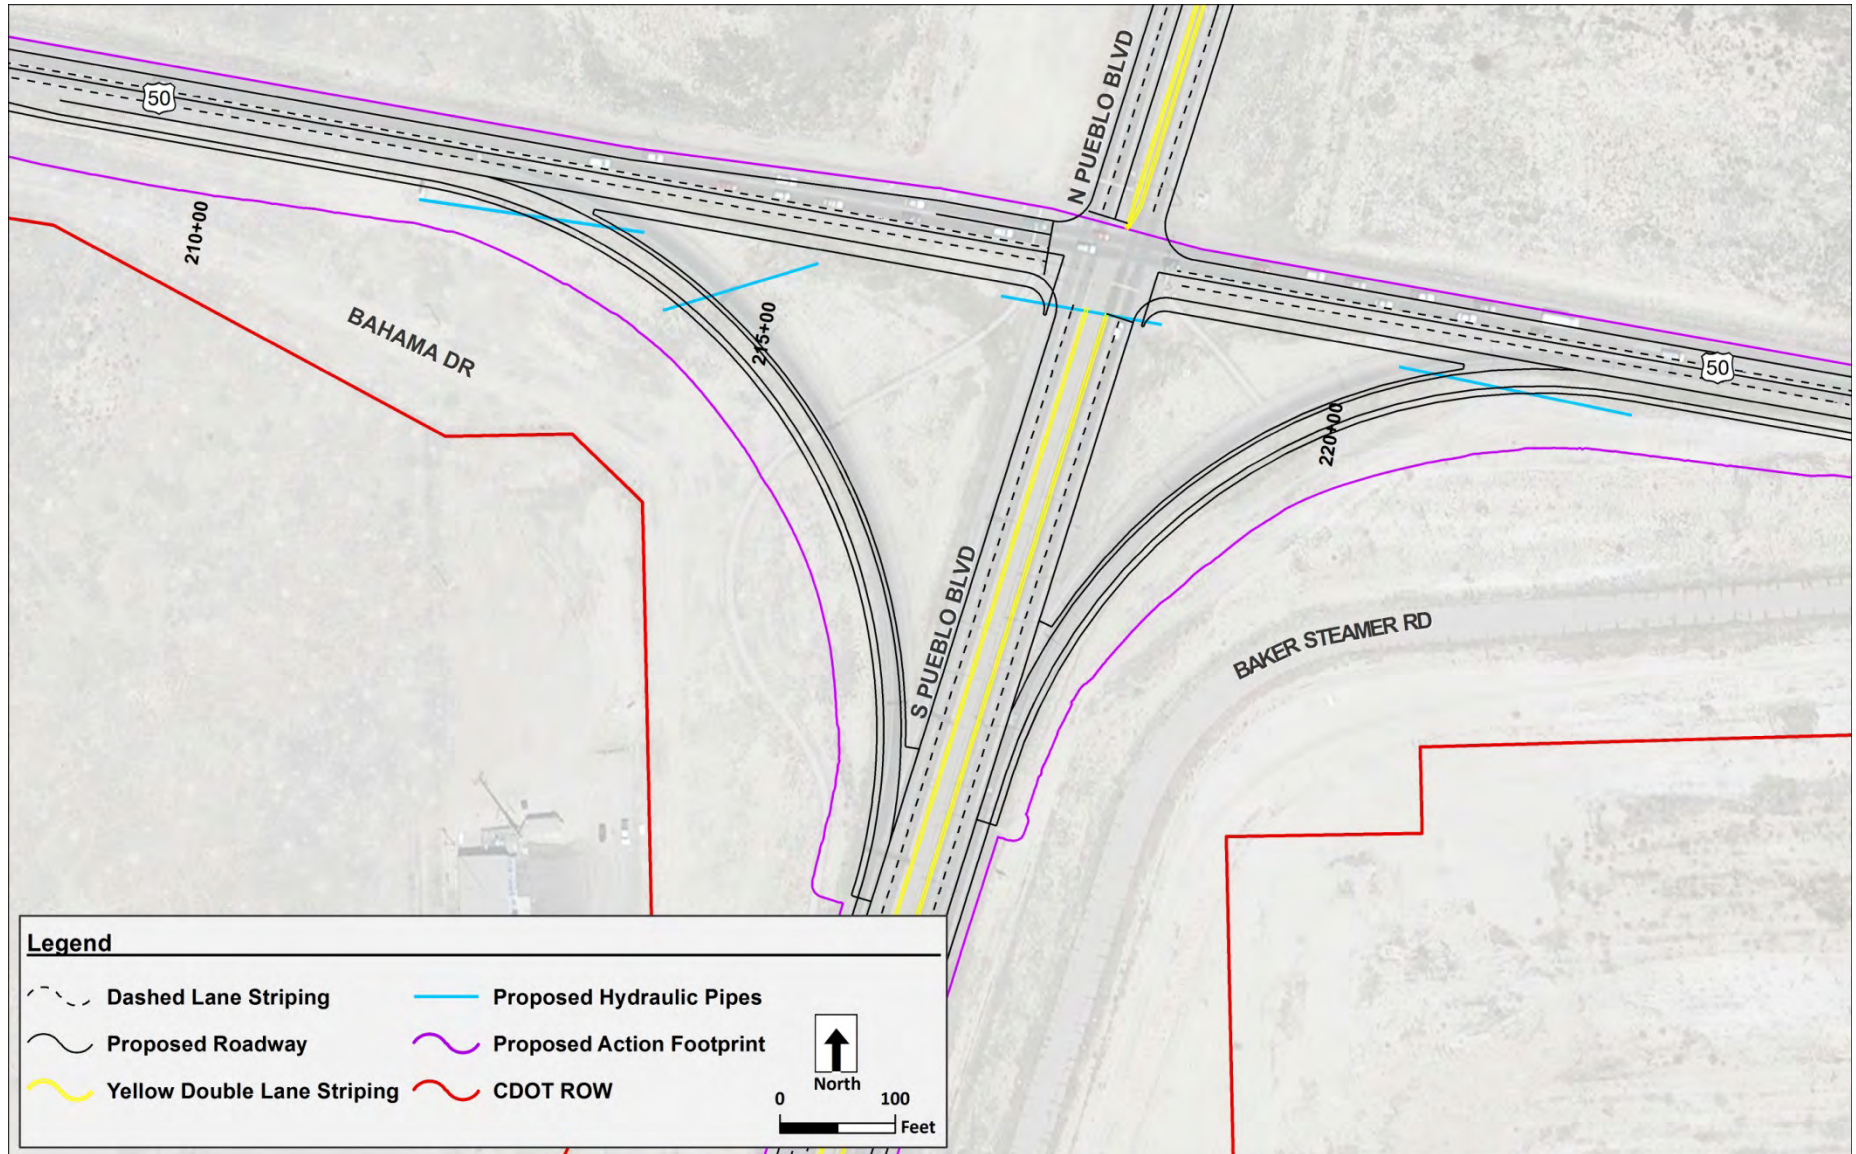 N PUEBLO BLVD
50
210+00
BAHAMA DR
215+00
50
220+00
S PUEBLO BLVD
BAKER STEAMER RD
Legend
Dashed Lane Striping
Proposed Hydraulic Pipes
Proposed Roadway
Proposed Action Footprint
Yellow Double Lane Striping
CDOT ROW
North
0 100
Feet